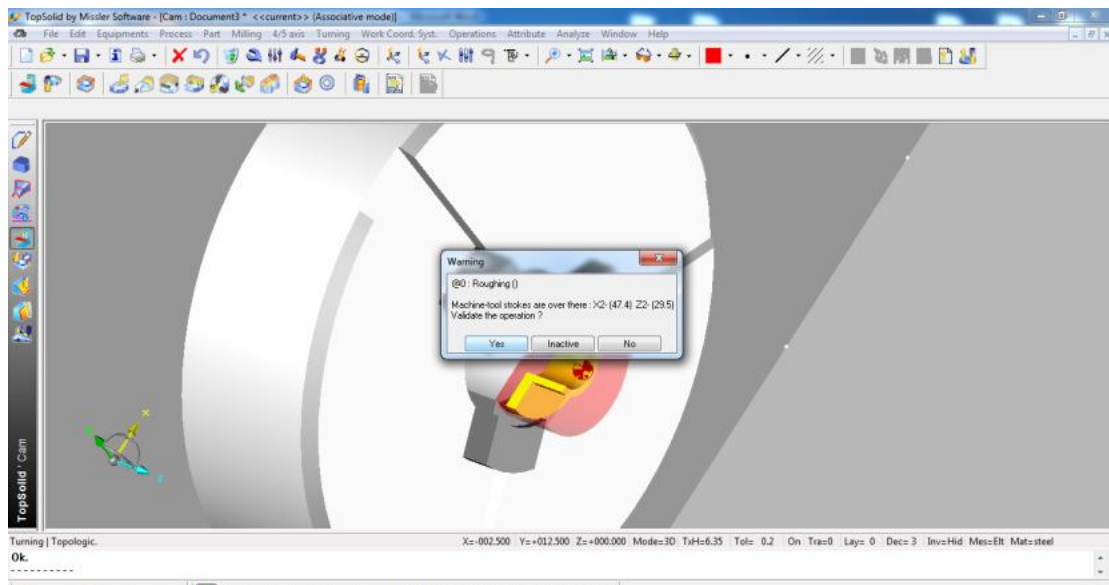 TopSolid by Missler Software - [Cam : Document3 * <<current>> (Associative mode)]
File Edit Equipments Process Part Milling 4/5 axis Turning Work Coord. Syst. Operations Attribute Analyze Window Help
Warning
@0 : Roughing ()
Machine-tool strokes are over there : X2- (47.4) Z2- (29.5)
Validate the operation ?
Yes Inactive No
X
Z
TopSolid'Cam
Turning | Topologic. X=-002.500 Y=+012.500 Z=+000.000 Mode=3D TxH=6.35 Tol= 0.2 On Tra=0 Lay= 0 Dec= 3 Inv=Hid Mes=Elt Mat=steel
Ok.
----------